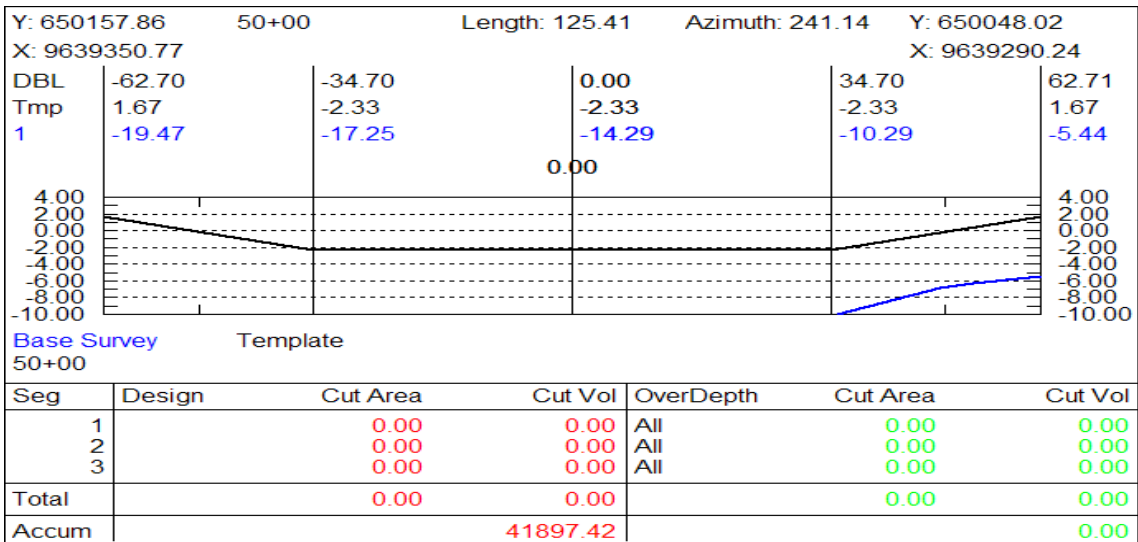 Y: 650157.86 50+00 Length: 125.41 Azimuth: 241.14 Y: 650048.02
X: 9639350.77 X: 9639290.24
DBL -62.70 -34.70 0.00 34.70 62.71
Tmp 1.67 -2.33 -2.33 -2.33 1.67
1 -19.47 -17.25 -14.29 -10.29 -5.44
0.00
4.00 4.00
2.00 2.00
0.00 0.00
-2.00 -2.00
-4.00 -4.00
-6.00 -6.00
-8.00 -8.00
-10.00 -10.00
Base Survey Template
50+00
Seg Design Cut Area Cut Vol OverDepth Cut Area Cut Vol
1 0.00 0.00 All 0.00 0.00
2 0.00 0.00 All 0.00 0.00
3 0.00 0.00 All 0.00 0.00
Total 0.00 0.00 0.00 0.00
Accum 41897.42 0.00